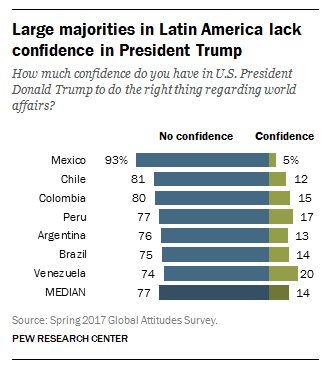 Large majorities in Latin America lack
confidence in President Trump
How much confidence do you have in U.S. President
Donald Trump to do the right thing regarding world
affairs?
No confidence Confidence
Mexico 93% 5%
Chile 81 12
Colombia 80 15
Peru 77 17
Argentina 76 13
Brazil 75 14
Venezuela 74 20
MEDIAN 77 14
Source: Spring 2017 Global Attitudes Survey.
PEW RESEARCH CENTER